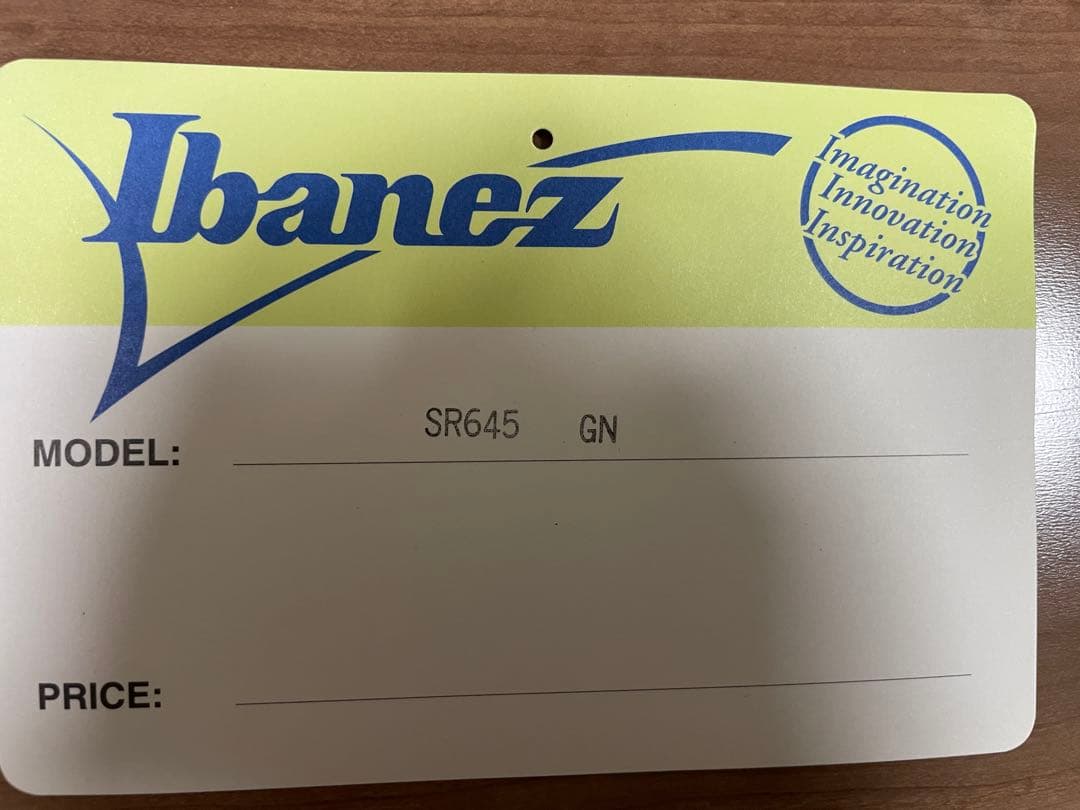 Ibanez
Imagination
Innovation
Inspiration
MODEL: SR645 GN
PRICE: